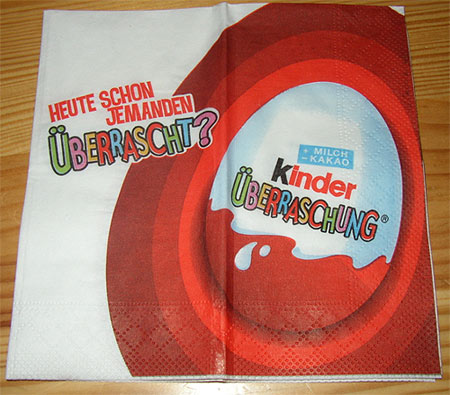 HEUTE SCHON
JEMANDEN
ÜBERRASCHT?
+ MILCH
- KAKAO
Kinder
ÜBERRASCHUNG®